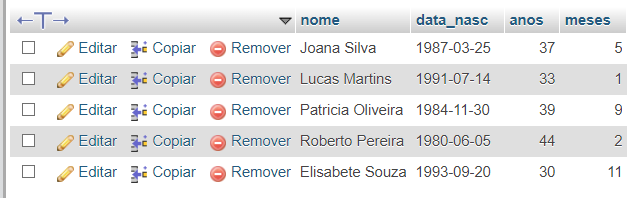 nome data_nasc anos meses
Editar Copiar Remover Joana Silva 1987-03-25 37 5
Editar Copiar Remover Lucas Martins 1991-07-14 33 1
Editar Copiar Remover Patricia Oliveira 1984-11-30 39 9
Editar Copiar Remover Roberto Pereira 1980-06-05 44 2
Editar Copiar Remover Elisabete Souza 1993-09-20 30 11